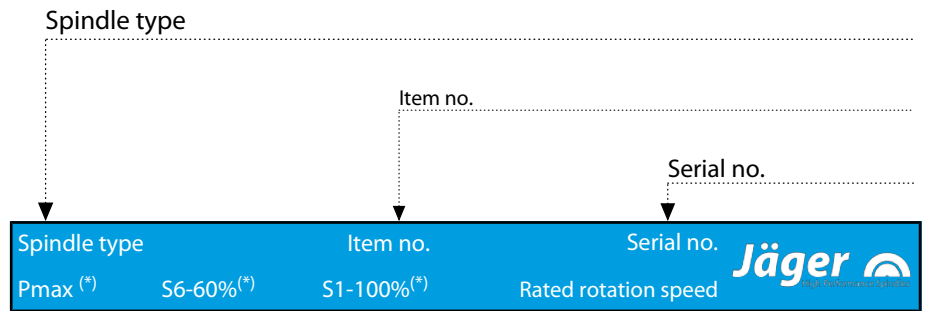 Spindle type
Item no.
Serial no.
Spindle type Item no. Serial no.
Jäger
Pmax (*) S6-60%(*) S1-100%(*) Rated rotation speed